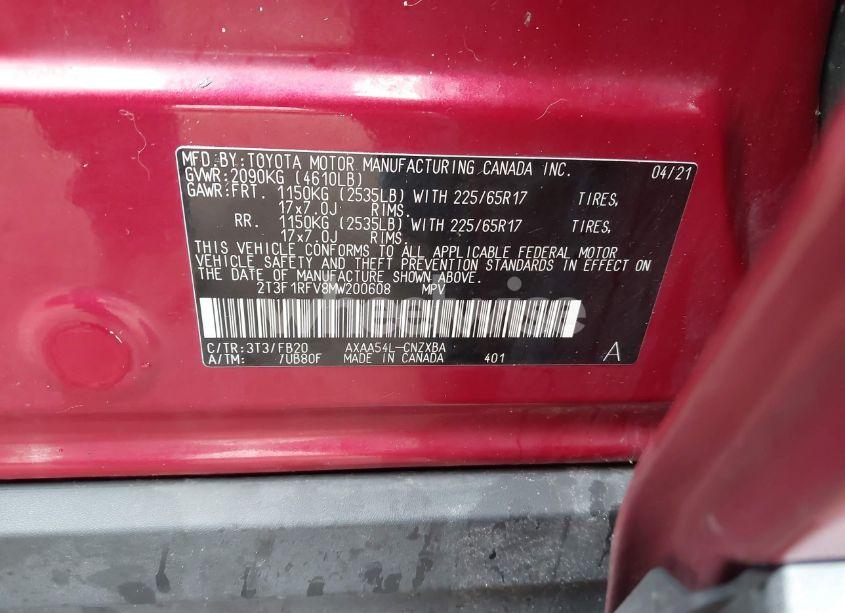 MFD.BY:TOYOTA MOTOR MANUFACTURING CANADA INC. 04/21
GVWR:2090KG (4610LB)
GAWR:FRT. 1150KG (2535LB) WITH 225/65R17 TIRES,
17x7.0J RIMS.
RR. 1150KG (2535LB) WITH 225/65R17 TIRES,
17x7.0J RIMS.
THIS VEHICLE CONFORMS TO ALL APPLICABLE FEDERAL MOTOR
VEHICLE SAFETY AND THEFT PREVENTION STANDARDS IN EFFECT ON
THE DATE OF MANUFACTURE SHOWN ABOVE.
2T3F1RFV8MW200608 MPV
C/TR:3T3/FB20 AXAA54L-CNZXBA
A/TM: /UB80F MADE IN CANADA 401 A